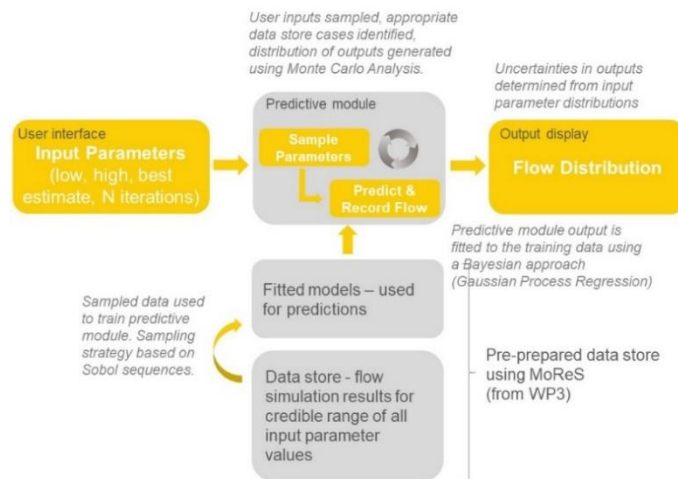 User inputs sampled, appropriate
data store cases identified,
distribution of outputs generated
using Monte Carlo Analysis.
Uncertainties in outputs
determined from input
parameter distributions
User interface
Input Parameters
(low, high, best
estimate, N iterations)
Predictive module
Sample
Parameters
Predict &
Record Flow
Output display
Flow Distribution
Predictive module output is
fitted to the training data using
a Bayesian approach
(Gaussian Process Regression)
Sampled data used
to train predictive
module. Sampling
strategy based on
Sobol sequences.
Fitted models – used
for predictions
Data store - flow
simulation results for
credible range of all
input parameter
values
Pre-prepared data store
using MoReS
(from WP3)